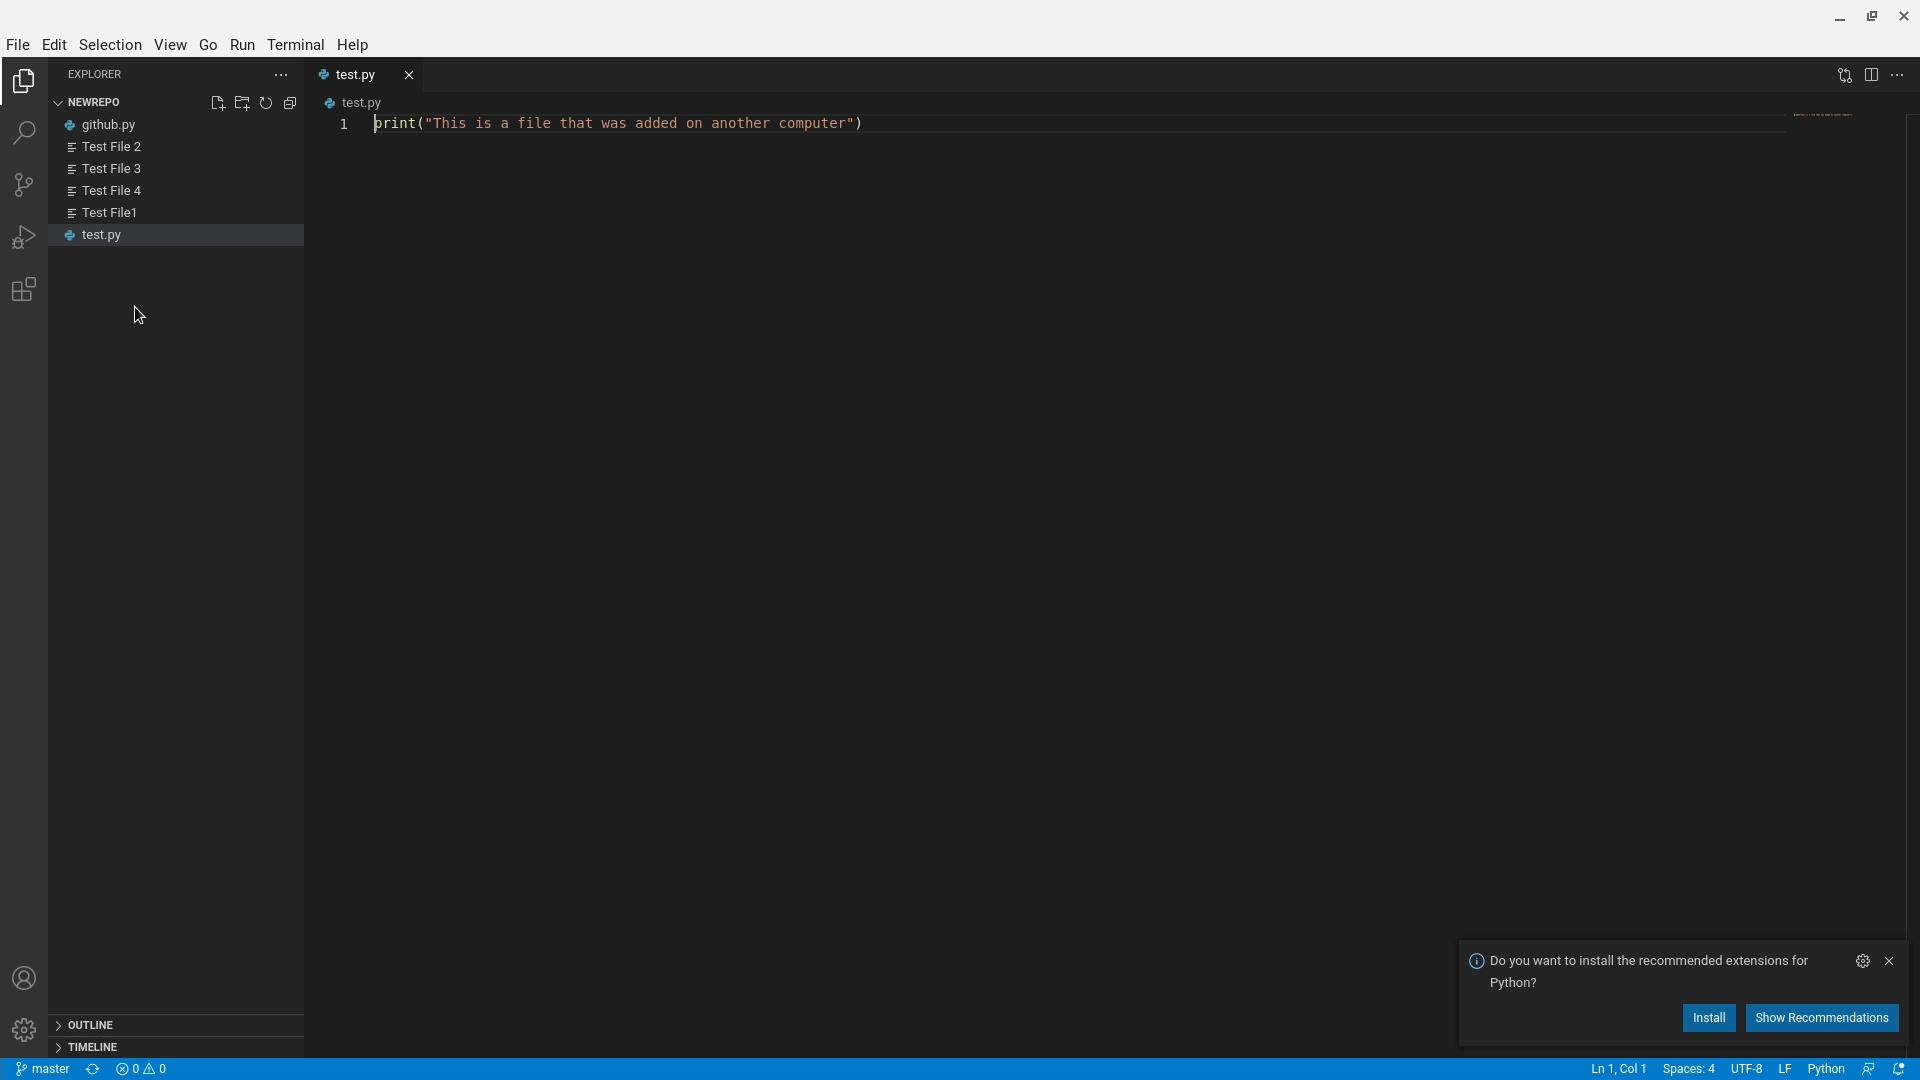 File Edit Selection View Go Run Terminal Help
EXPLORER
NEWREPO
github.py
Test File 2
Test File 3
Test File 4
Test File1
test.py
OUTLINE
TIMELINE
test.py
test.py
1 print("This is a file that was added on another computer")
Do you want to install the recommended extensions for
Python?
Install Show Recommendations
master 0 0 Ln 1, Col 1 Spaces: 4 UTF-8 LF Python